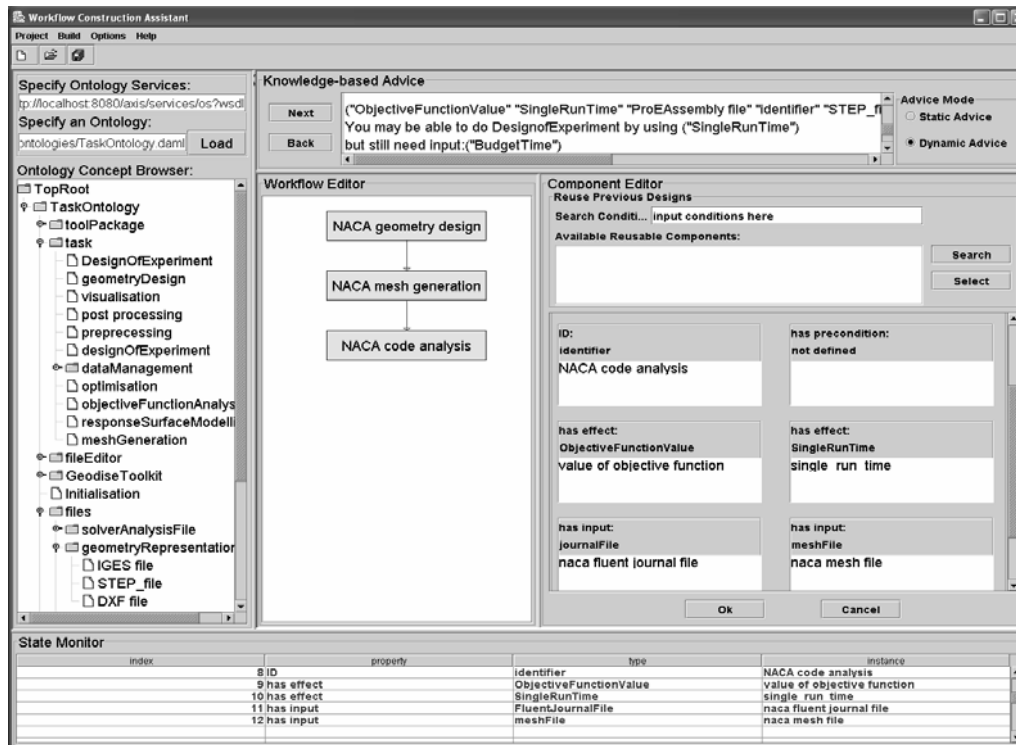 Workflow Construction Assistant
Project Build Options Help
Specify Ontology Services:
tp://localhost:8080/axis/services/os?wsdl
Specify an Ontology:
ontologies/TaskOntology.daml
Load
Ontology Concept Browser:
TopRoot
TaskOntology
toolPackage
task
DesignOfExperiment
geometryDesign
visualisation
post processing
preprecessing
designOfExperiment
dataManagement
optimisation
objectiveFunctionAnalys
responseSurfaceModelli
meshGeneration
fileEditor
GeodiseToolkit
Initialisation
files
solverAnalysisFile
geometryRepresentation
IGES file
STEP_file
DXF file
Knowledge-based Advice
Next
Back
("ObjectiveFunctionValue" "SingleRunTime" "ProEAssembly file" "identifier" "STEP_fi
You may be able to do DesignofExperiment by using ("SingleRunTime")
but still need input:("BudgetTime")
Advice Mode
Static Advice
Dynamic Advice
Workflow Editor
NACA geometry design
NACA mesh generation
NACA code analysis
Component Editor
Reuse Previous Designs
Search Conditi... input conditions here
Available Reusable Components:
Search
Select
ID:
identifier
NACA code analysis
has precondition:
not defined
has effect:
ObjectiveFunctionValue
value of objective function
has effect:
SingleRunTime
single run time
has input:
journalFile
naca fluent journal file
has input:
meshFile
naca mesh file
Ok
Cancel
State Monitor
index property type instance
8 ID identifier NACA code analysis
9 has effect ObjectiveFunctionValue value of objective function
10 has effect SingleRunTime single run time
11 has input FluentJournalFile naca fluent journal file
12 has input meshFile naca mesh file